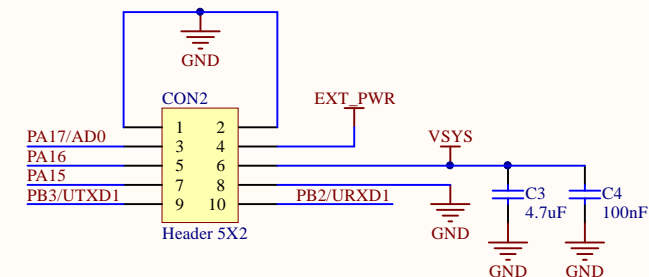 GND
CON2
EXT_PWR
1 2
PA17/AD0 3 4
VSYS
PA16 5 6
PA15 7 8
PB3/UTXD1 9 10 PB2/URXD1
C3
4.7uF
C4
100nF
Header 5X2
GND
GND
GND